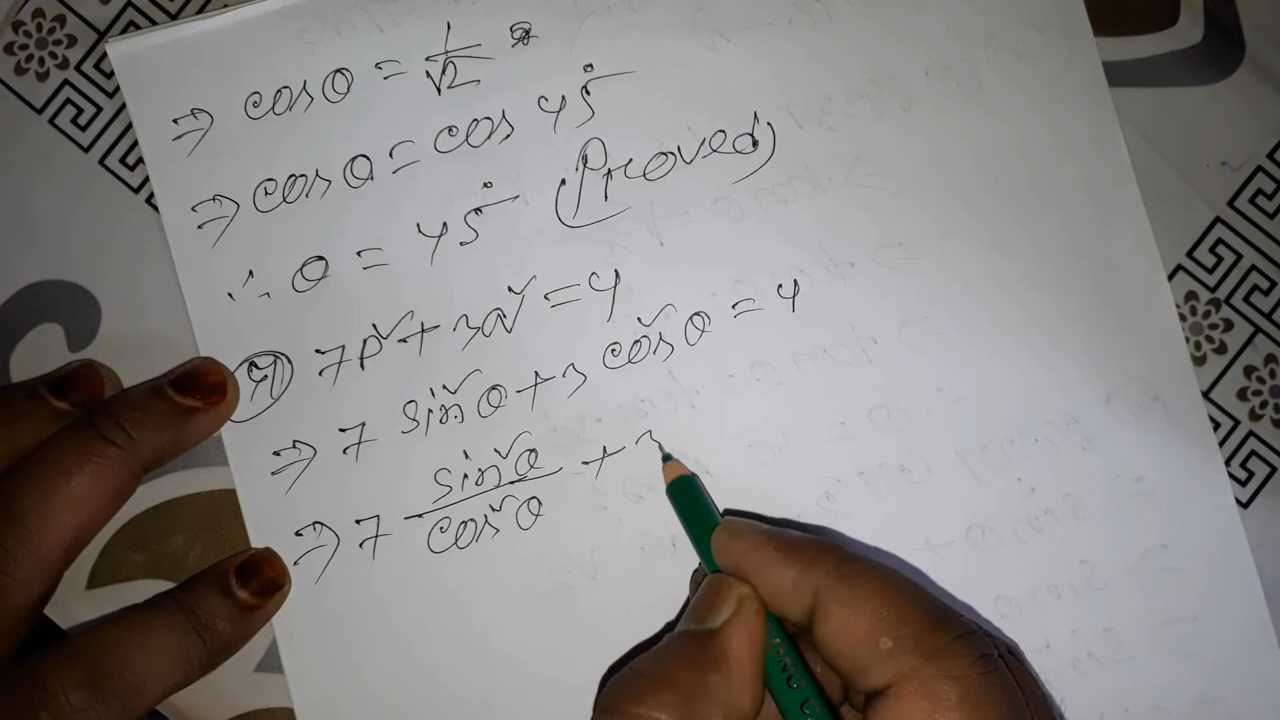 ⇒ cosθ = 1/√2
⇒ cosθ = cos 45°
∴ θ = 45° (Proved)
গ 7P² + 3Q² = 4
⇒ 7 sin²θ + 3 cos²θ = 4
⇒ 7 sin²θ/cos²θ + 3